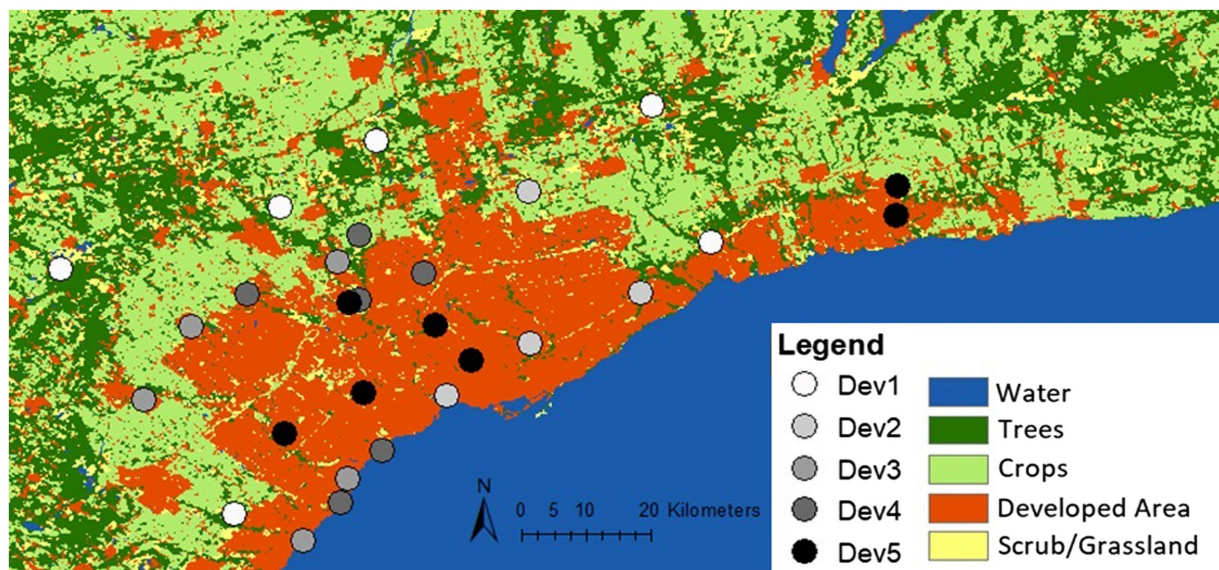 N
0 5 10 20 Kilometers
Legend
Dev1
Dev2
Dev3
Dev4
Dev5
Water
Trees
Crops
Developed Area
Scrub/Grassland